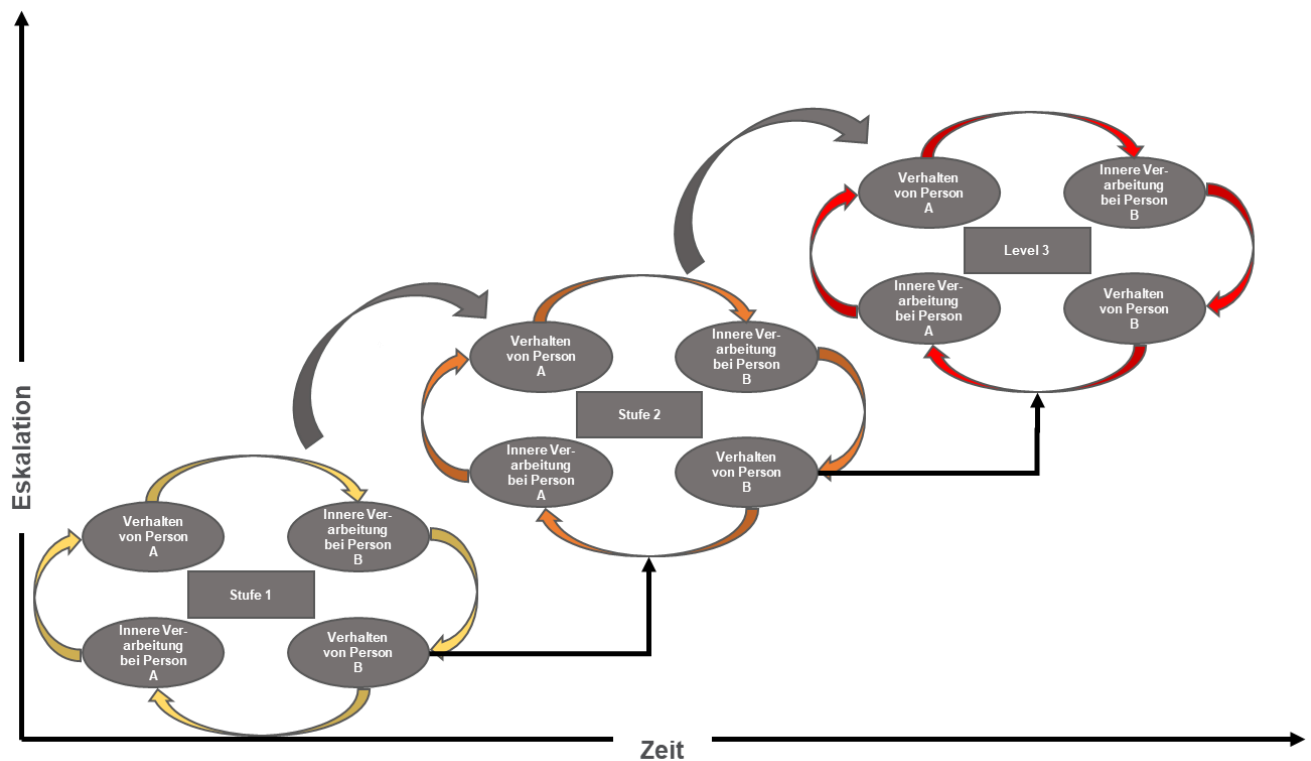 Eskalation
Verhalten
von Person
A
Innere Ver-
arbeitung
bei Person
B
Level 3
Innere Ver-
arbeitung
bei Person
A
Verhalten
von Person
B
Verhalten
von Person
A
Innere Ver-
arbeitung
bei Person
B
Stufe 2
Innere Ver-
arbeitung
bei Person
A
Verhalten
von Person
B
Verhalten
von Person
A
Innere Ver-
arbeitung
bei Person
B
Stufe 1
Innere Ver-
arbeitung
bei Person
A
Verhalten
von Person
B
Zeit